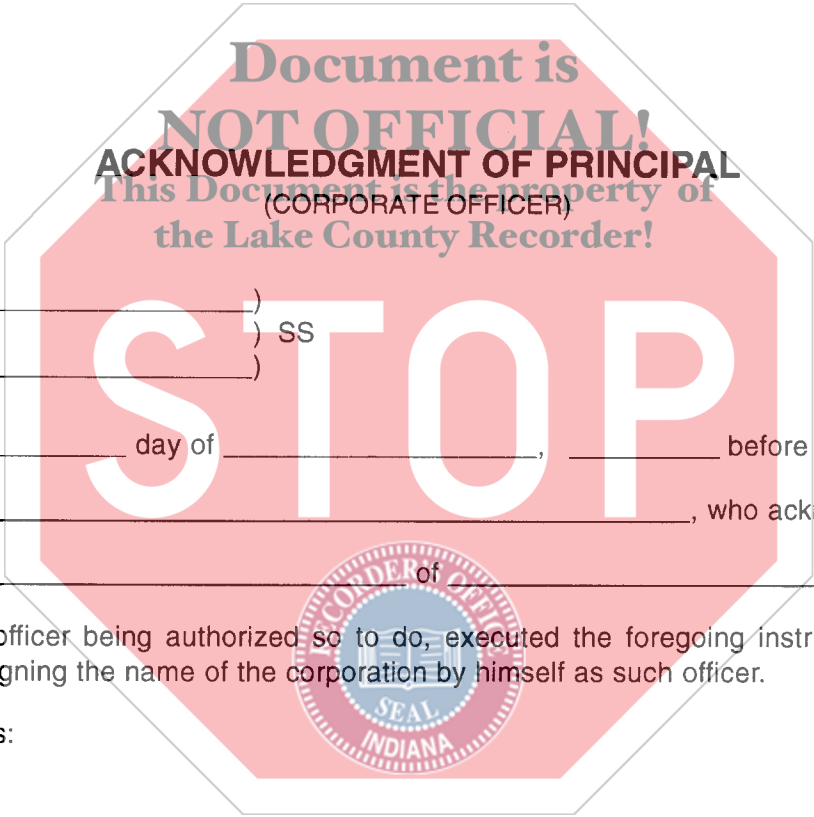 Document is
NOT OFFICIAL!
ACKNOWLEDGMENT OF PRINCIPAL
This Document is the property of
(CORPORATE OFFICER)
the Lake County Recorder!
)
) SS
)
STOP
day of , before
, who ack
of
officer being authorized so to do, executed the foregoing instr
gning the name of the corporation by himself as such officer.
s:
RECORDER'S OFFICE
SEAL
INDIANA